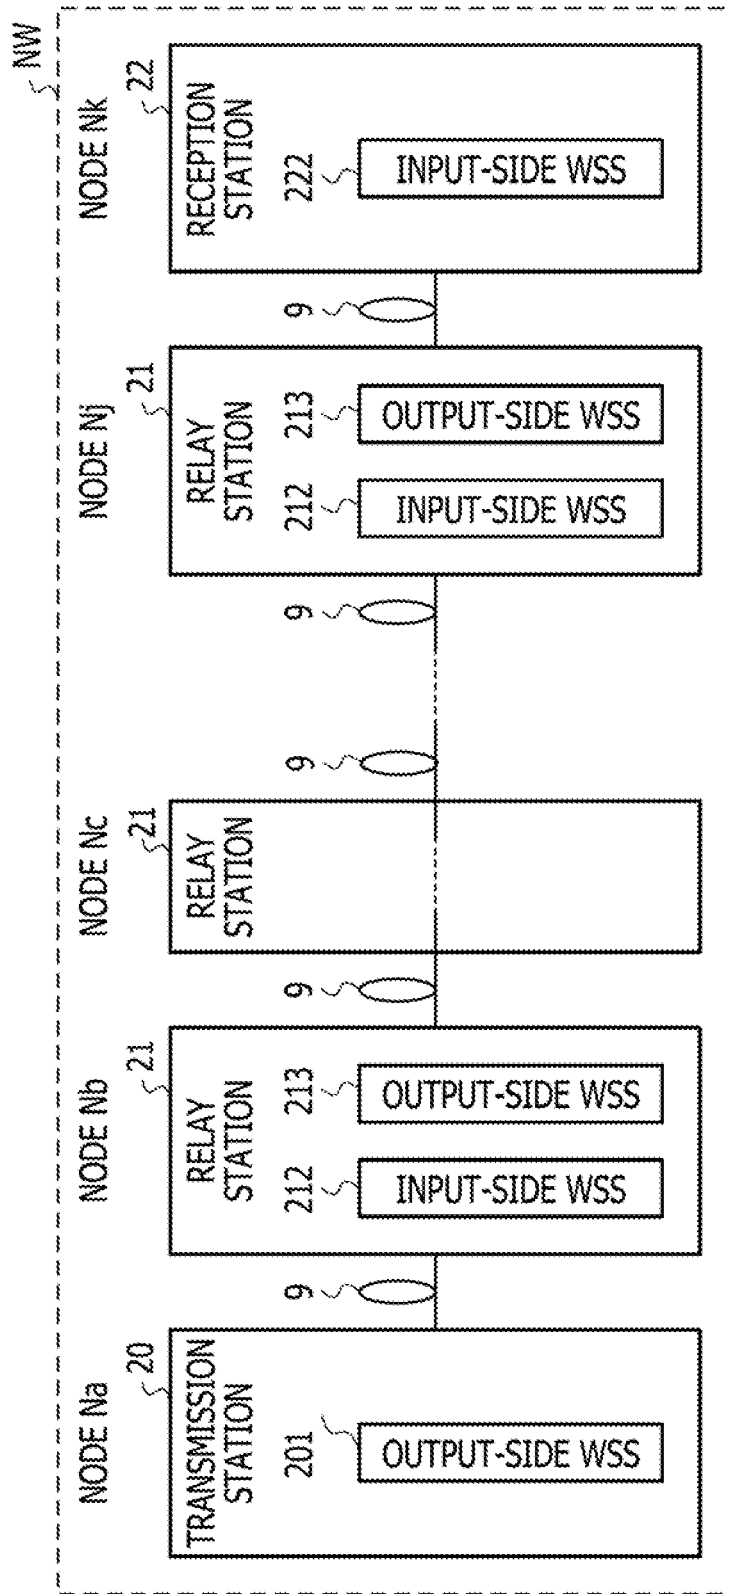 NW
NODE Na
20
TRANSMISSION
STATION
201
OUTPUT-SIDE WSS
9
NODE Nb
21
RELAY
STATION
212
INPUT-SIDE WSS
213
OUTPUT-SIDE WSS
9
NODE Nc
21
RELAY
STATION
9
9
NODE Nj
21
RELAY
STATION
212
INPUT-SIDE WSS
213
OUTPUT-SIDE WSS
9
NODE Nk
22
RECEPTION
STATION
222
INPUT-SIDE WSS